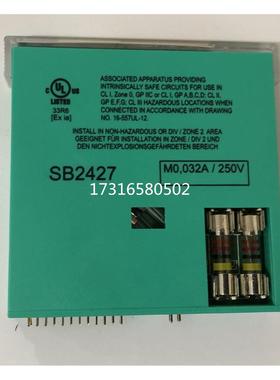 C UL US
LISTED
33R6
[Ex ia]
ASSOCIATED APPARATUS PROVIDING
INTRINSICALLY SAFE CIRCUITS FOR USE IN
CL I, Zone 0, GP IIC or CL I, GP A,B,C,D: CL II,
GP E,F,G; CL III HAZARDOUS LOCATIONS WHEN
CONNECTED IN ACCORDANCE WITH DRAWING
NO. 16-557UL-12.
INSTALL IN NON-HAZARDOUS OR DIV / ZONE 2 AREA
GEEIGNET FÜR INSTALLATION IN / ZONE / DIV 2 UND
DEN NICHTEXPLOSIONSGEFÄHRDETEN BEREICH.
SB2427
M0,032A / 250V
17316580502